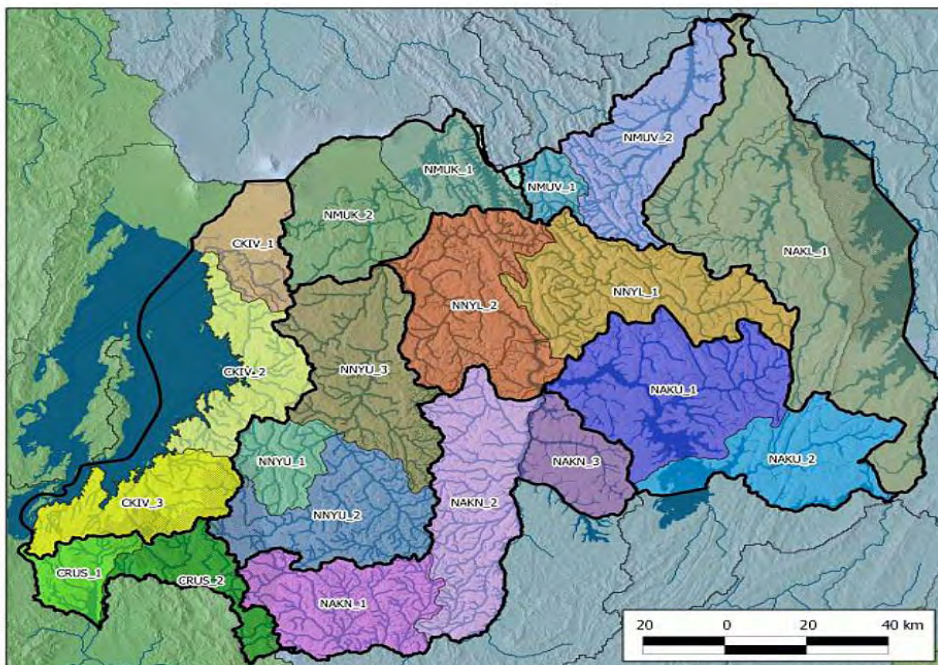 NMUV_2
NMUK_1
NMUV_1
NMUK_2
CKIV_1
NAKL_1
NNYL_1
NNYL_2
CKIV_2
NNYU_3
NAKU_1
NNYU_1
NAKN_3
NAKU_2
CKIV_3
NAKN_2
NNYU_2
CRUS_1
CRUS_2
NAKN_1
20 0 20 40 km